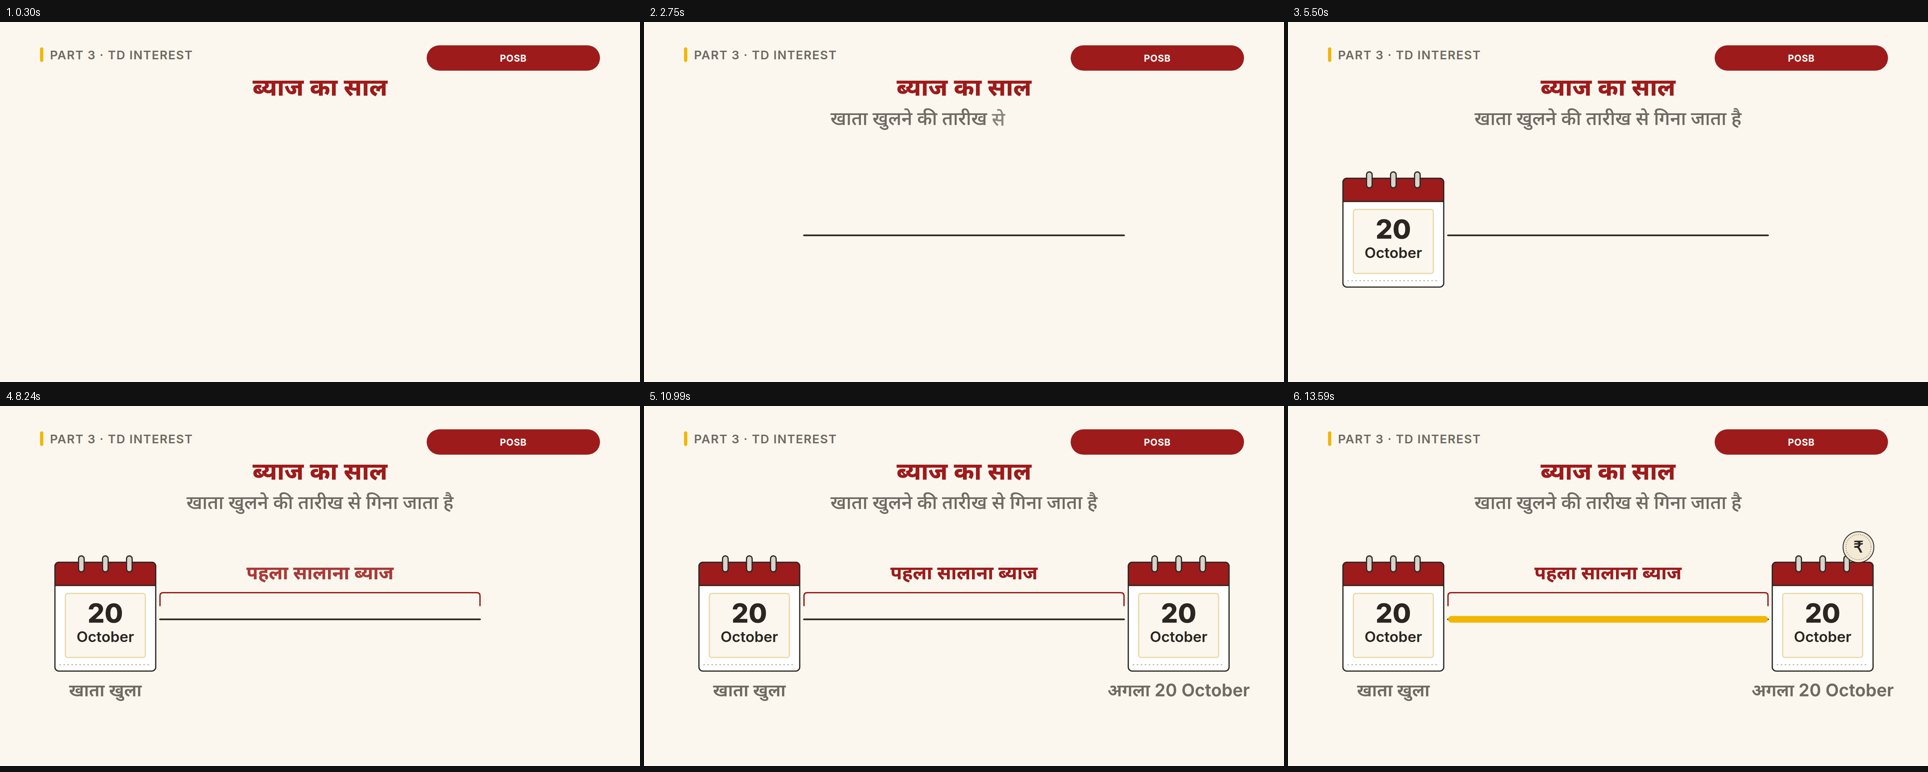 1. 0.30s
PART 3 · TD INTEREST
POSB
ब्याज का साल
2. 2.75s
PART 3 · TD INTEREST
POSB
ब्याज का साल
खाता खुलने की तारीख से
3. 5.50s
PART 3 · TD INTEREST
POSB
ब्याज का साल
खाता खुलने की तारीख से गिना जाता है
20
October
4. 8.24s
PART 3 · TD INTEREST
POSB
ब्याज का साल
खाता खुलने की तारीख से गिना जाता है
पहला सालाना ब्याज
20
October
खाता खुला
5. 10.99s
PART 3 · TD INTEREST
POSB
ब्याज का साल
खाता खुलने की तारीख से गिना जाता है
पहला सालाना ब्याज
20
October
20
October
खाता खुला
अगला 20 October
6. 13.59s
PART 3 · TD INTEREST
POSB
ब्याज का साल
खाता खुलने की तारीख से गिना जाता है
₹
पहला सालाना ब्याज
20
October
20
October
खाता खुला
अगला 20 October